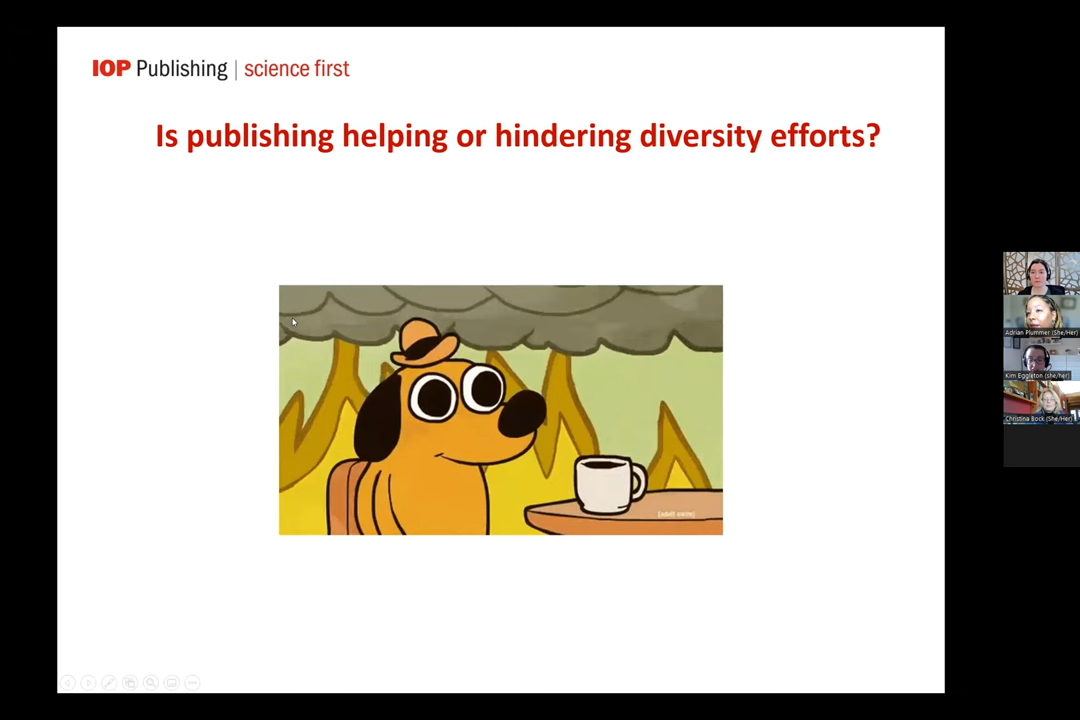 IOP Publishing | science first
Is publishing helping or hindering diversity efforts?
[adult swim]
Adrian Plummer (She/Her)
Kim Eggleton (she/her)
Christina Bock (She/Her)